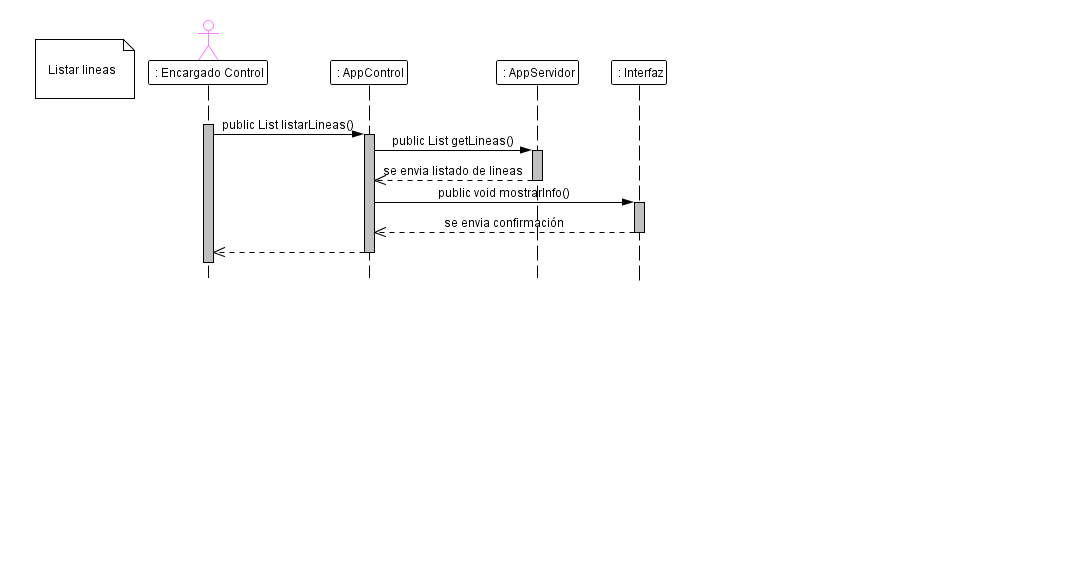 Listar lineas
: Encargado Control
: AppControl
: AppServidor
: Interfaz
public List listarLineas()
public List getLineas()
se envia listado de lineas
public void mostrarInfo()
se envia confirmación